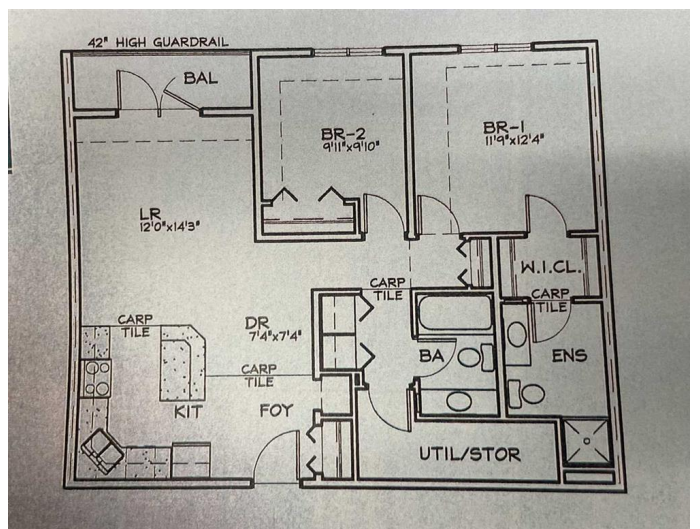 42" HIGH GUARDRAIL
BAL
BR-2
9'11"x9'10"
BR-1
11'9"x12'4"
LR
12'0"x14'3"
W.I.CL.
CARP
TILE
CARP
TILE
CARP
TILE
DR
7'4"x7'4"
BA
ENS
CARP
TILE
KIT
FOY
UTIL/STOR